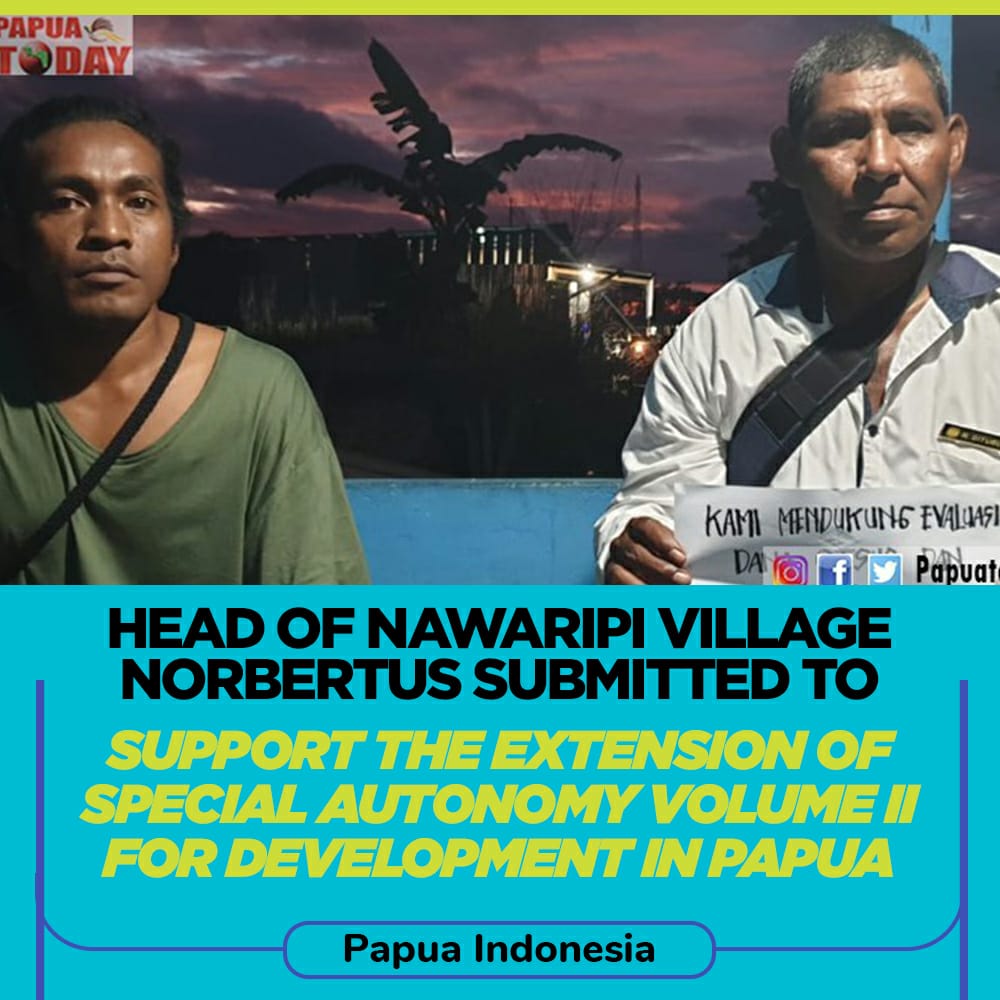 PAPUA
TODAY
KAMI MENDUKUNG EVALUASI
DAN
HEAD OF NAWARIPI VILLAGE
NORBERTUS SUBMITTED TO
SUPPORT THE EXTENSION OF
SPECIAL AUTONOMY VOLUME II
FOR DEVELOPMENT IN PAPUA
Papua Indonesia